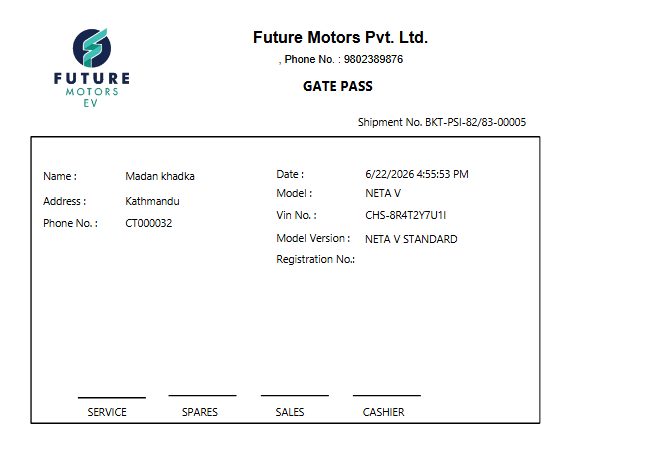 FUTURE
MOTORS
EV
Future Motors Pvt. Ltd.
, Phone No. : 9802389876
GATE PASS
Shipment No. BKT-PSI-82/83-00005
Name : Madan khadka
Address : Kathmandu
Phone No. : CT000032
Date : 6/22/2026 4:55:53 PM
Model : NETA V
Vin No. : CHS-8R4T2Y7U1I
Model Version : NETA V STANDARD
Registration No.:
SERVICE SPARES SALES CASHIER